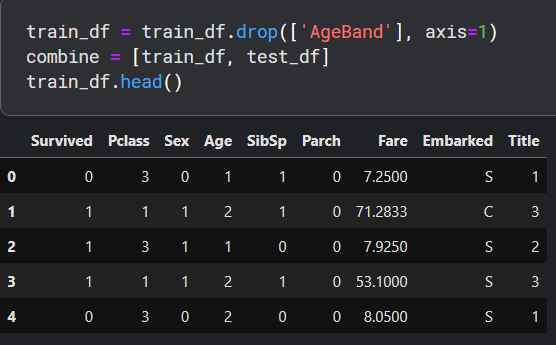 train_df = train_df.drop(['AgeBand'], axis=1)
combine = [train_df, test_df]
train_df.head()
Survived Pclass Sex Age SibSp Parch Fare Embarked Title
0 0 3 0 1 1 0 7.2500 S 1
1 1 1 1 2 1 0 71.2833 C 3
2 1 3 1 1 0 0 7.9250 S 2
3 1 1 1 2 1 0 53.1000 S 3
4 0 3 0 2 0 0 8.0500 S 1